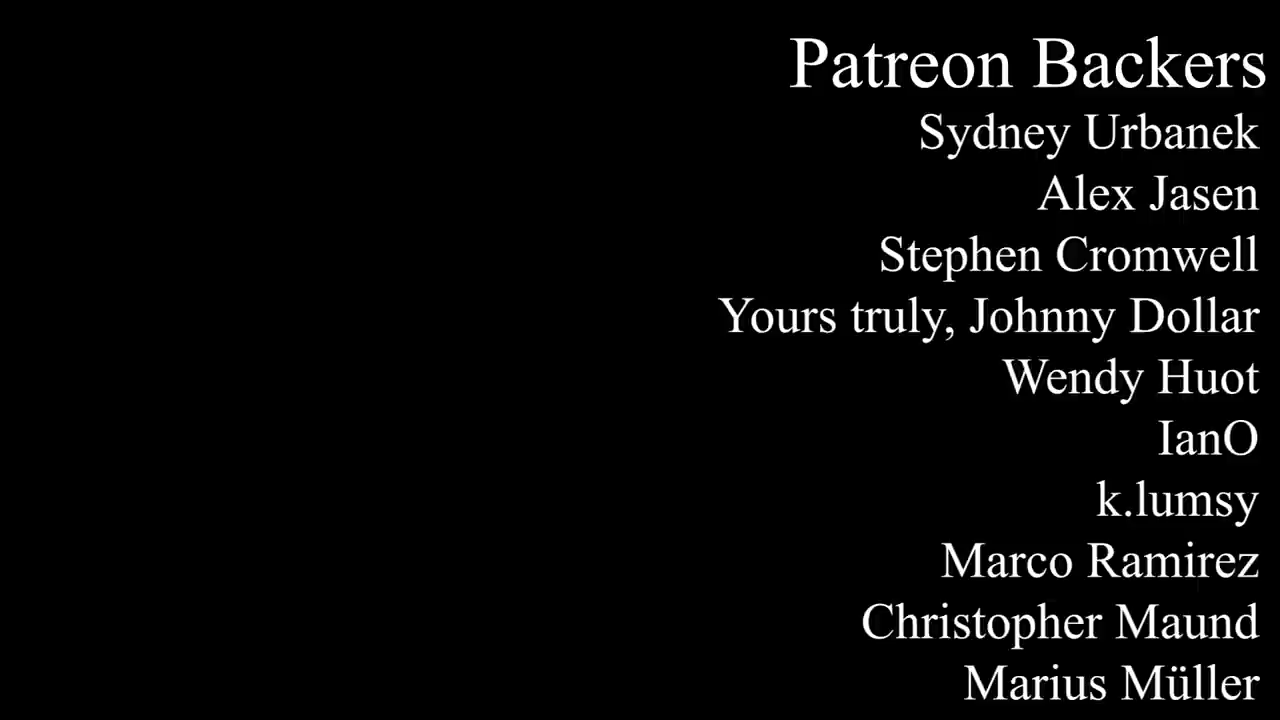 Patreon Backers
Sydney Urbanek
Alex Jasen
Stephen Cromwell
Yours truly, Johnny Dollar
Wendy Huot
IanO
k.lumsy
Marco Ramirez
Christopher Maund
Marius Müller